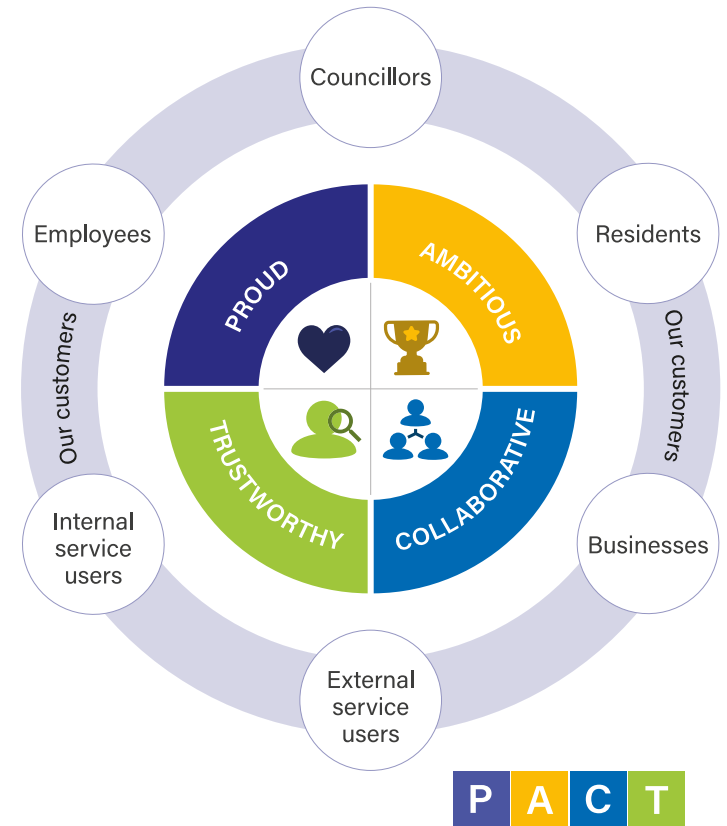 Councillors
Employees
Residents
PROUD
AMBITIOUS
Our customers
Our customers
TRUSTWORTHY
COLLABORATIVE
Internal
service
users
Businesses
External
service
users
P A C T